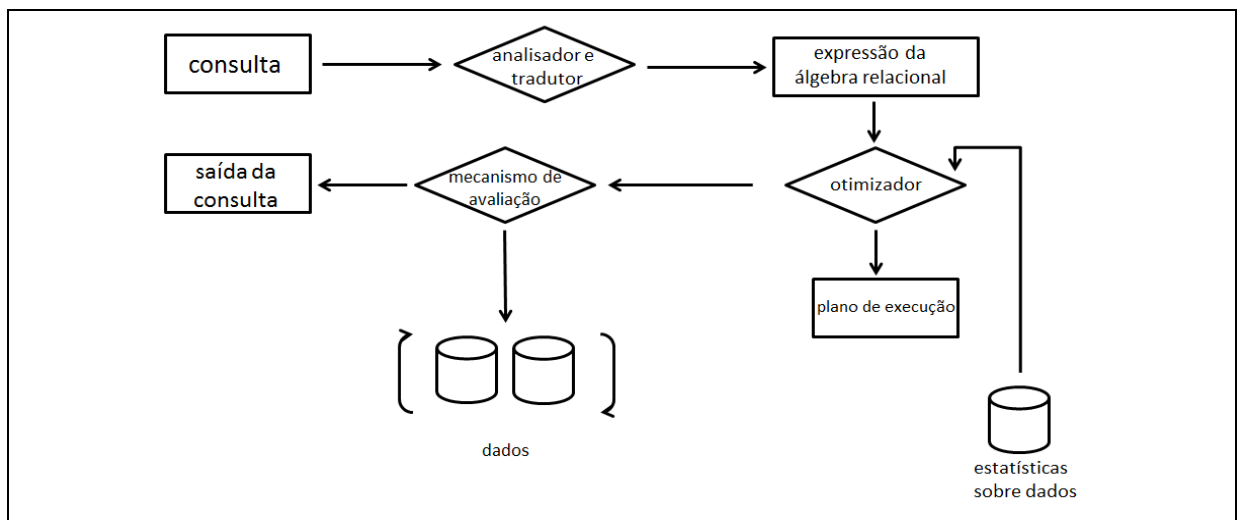 consulta
analisador e
tradutor
expressão da
álgebra relacional
saída da
consulta
mecanismo de
avaliação
otimizador
plano de execução
dados
estatísticas
sobre dados